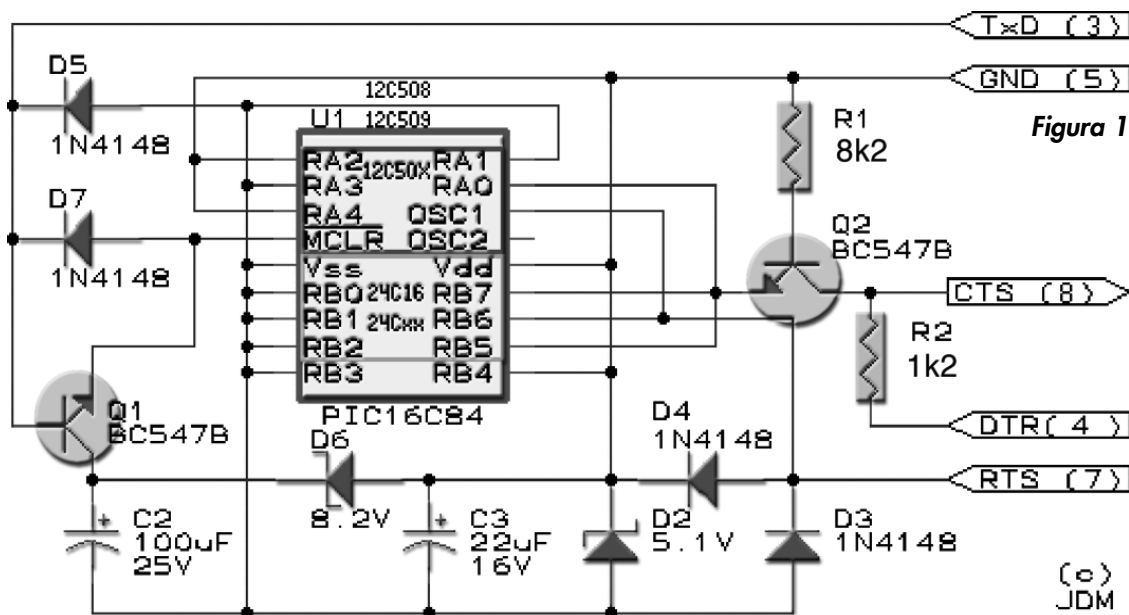 TxD (3)
GND (5)
Figura 1
D5
1N4148
D7
1N4148
12C508
12C509
U1
RA2 12C50X RA1
RA3 RA0
RA4 OSC1
MCLR OSC2
Vss Vdd
RB0 24C16 RB7
RB1 24Cxx RB6
RB2 RB5
RB3 RB4
PIC16C84
R1
8k2
Q2
BC547B
CTS (8)
R2
1k2
DTR( 4 )
RTS (7)
Q1
BC547B
D6
8.2V
D4
1N4148
C2
100uF
25V
C3
22uF
16V
D2
5.1V
D3
1N4148
(c)
JDM